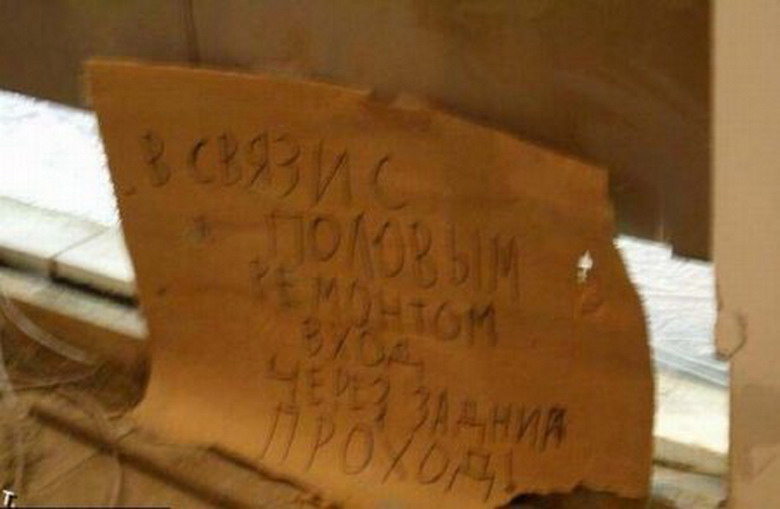 В СВЯЗИ С
ПОЛОВЫМ
РЕМОНТОМ
ВХОД
ЧЕРЕЗ ЗАДНИЙ
ПРОХОД!